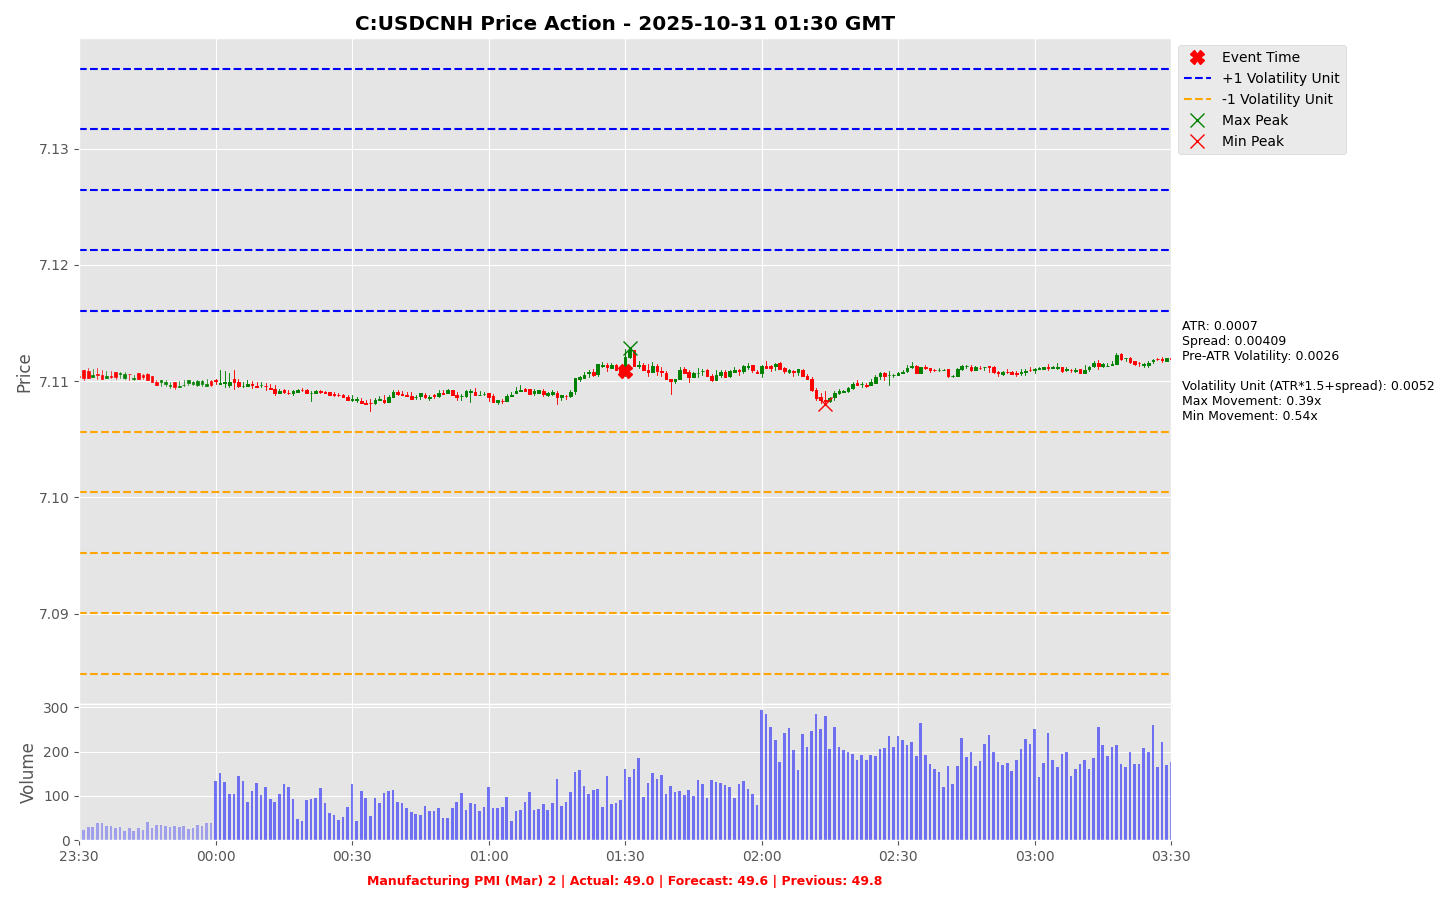 C:USDCNH Price Action - 2025-10-31 01:30 GMT
Event Time
+1 Volatility Unit
-1 Volatility Unit
Max Peak
Min Peak
Price
7.13
7.12
7.11
7.10
7.09
ATR: 0.0007
Spread: 0.00409
Pre-ATR Volatility: 0.0026
Volatility Unit (ATR*1.5+spread): 0.0052
Max Movement: 0.39x
Min Movement: 0.54x
Volume
300
200
100
0
23:30 00:00 00:30 01:00 01:30 02:00 02:30 03:00 03:30
Manufacturing PMI (Mar) 2 | Actual: 49.0 | Forecast: 49.6 | Previous: 49.8